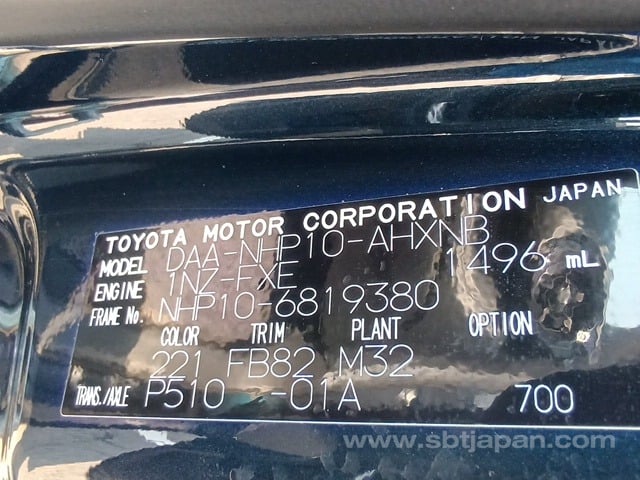 TOYOTA MOTOR CORPORATION JAPAN
MODEL DAA-NHP10-AHXNB
ENGINE 1NZ-FXE 1496 mL
FRAME No. NHP10-6819380
COLOR TRIM PLANT OPTION
221 FB82 M32
TRANS./AXLE P510 -01A 700
www.sbtjapan.com